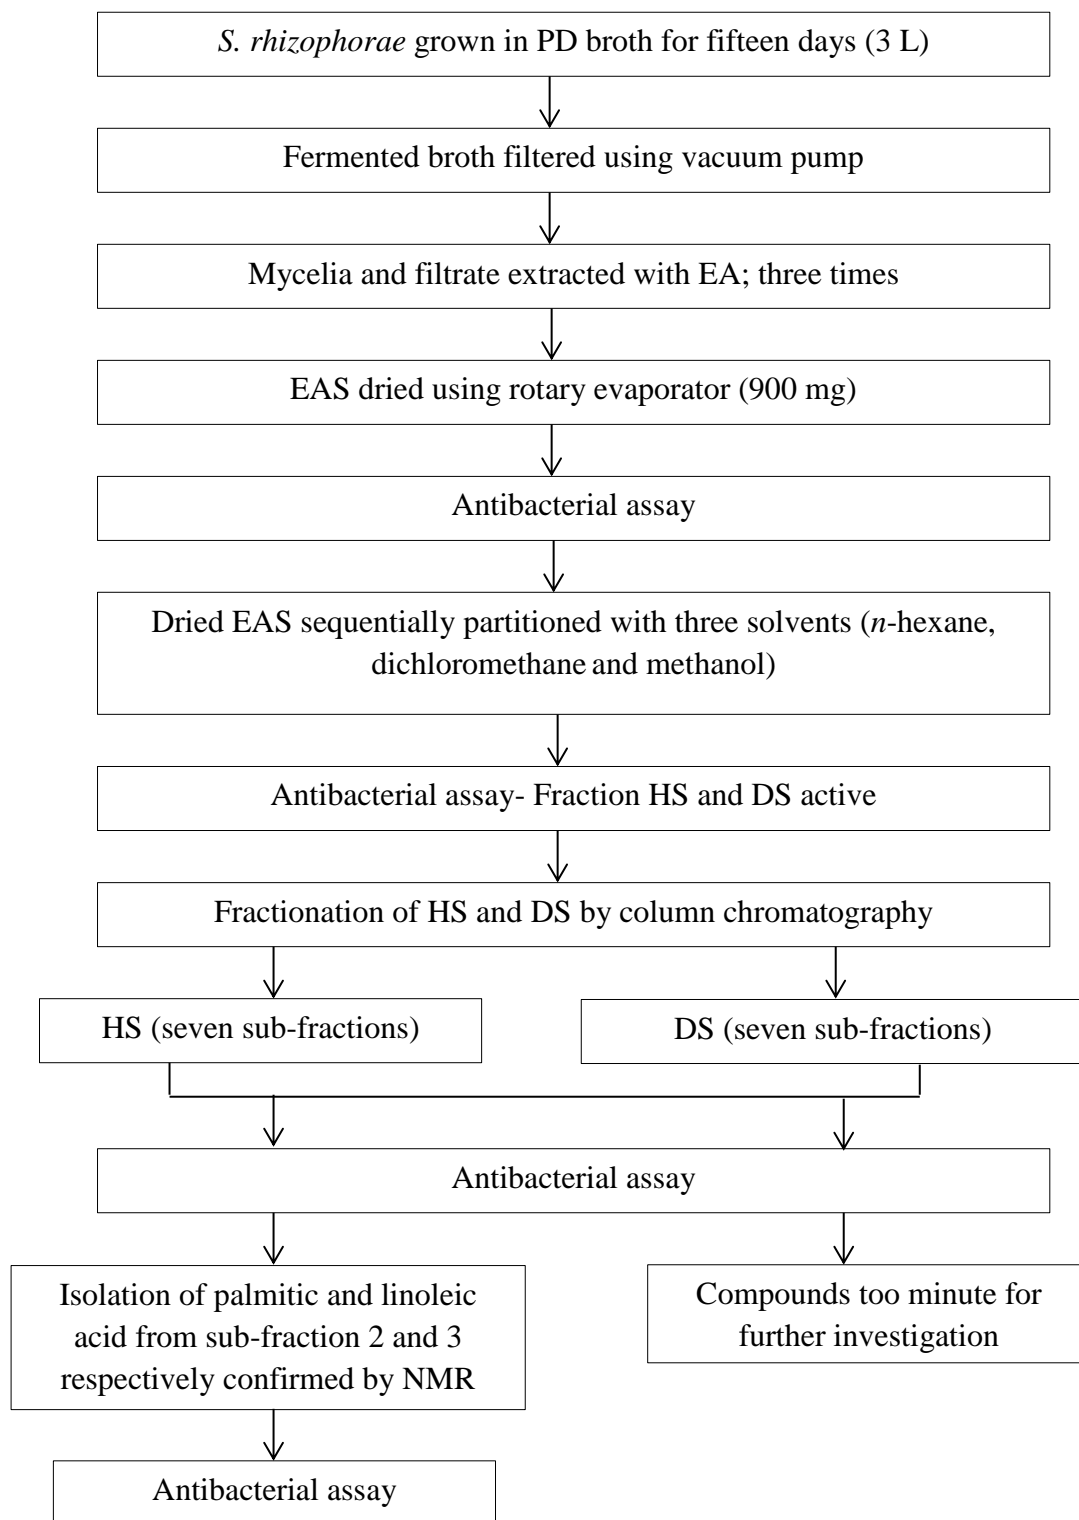 S. rhizophorae grown in PD broth for fifteen days (3 L)
Fermented broth filtered using vacuum pump
Mycelia and filtrate extracted with EA; three times
EAS dried using rotary evaporator (900 mg)
Antibacterial assay
Dried EAS sequentially partitioned with three solvents (n-hexane,
dichloromethane and methanol)
Antibacterial assay- Fraction HS and DS active
Fractionation of HS and DS by column chromatography
HS (seven sub-fractions)
DS (seven sub-fractions)
Antibacterial assay
Isolation of palmitic and linoleic
acid from sub-fraction 2 and 3
respectively confirmed by NMR
Compounds too minute for
further investigation
Antibacterial assay